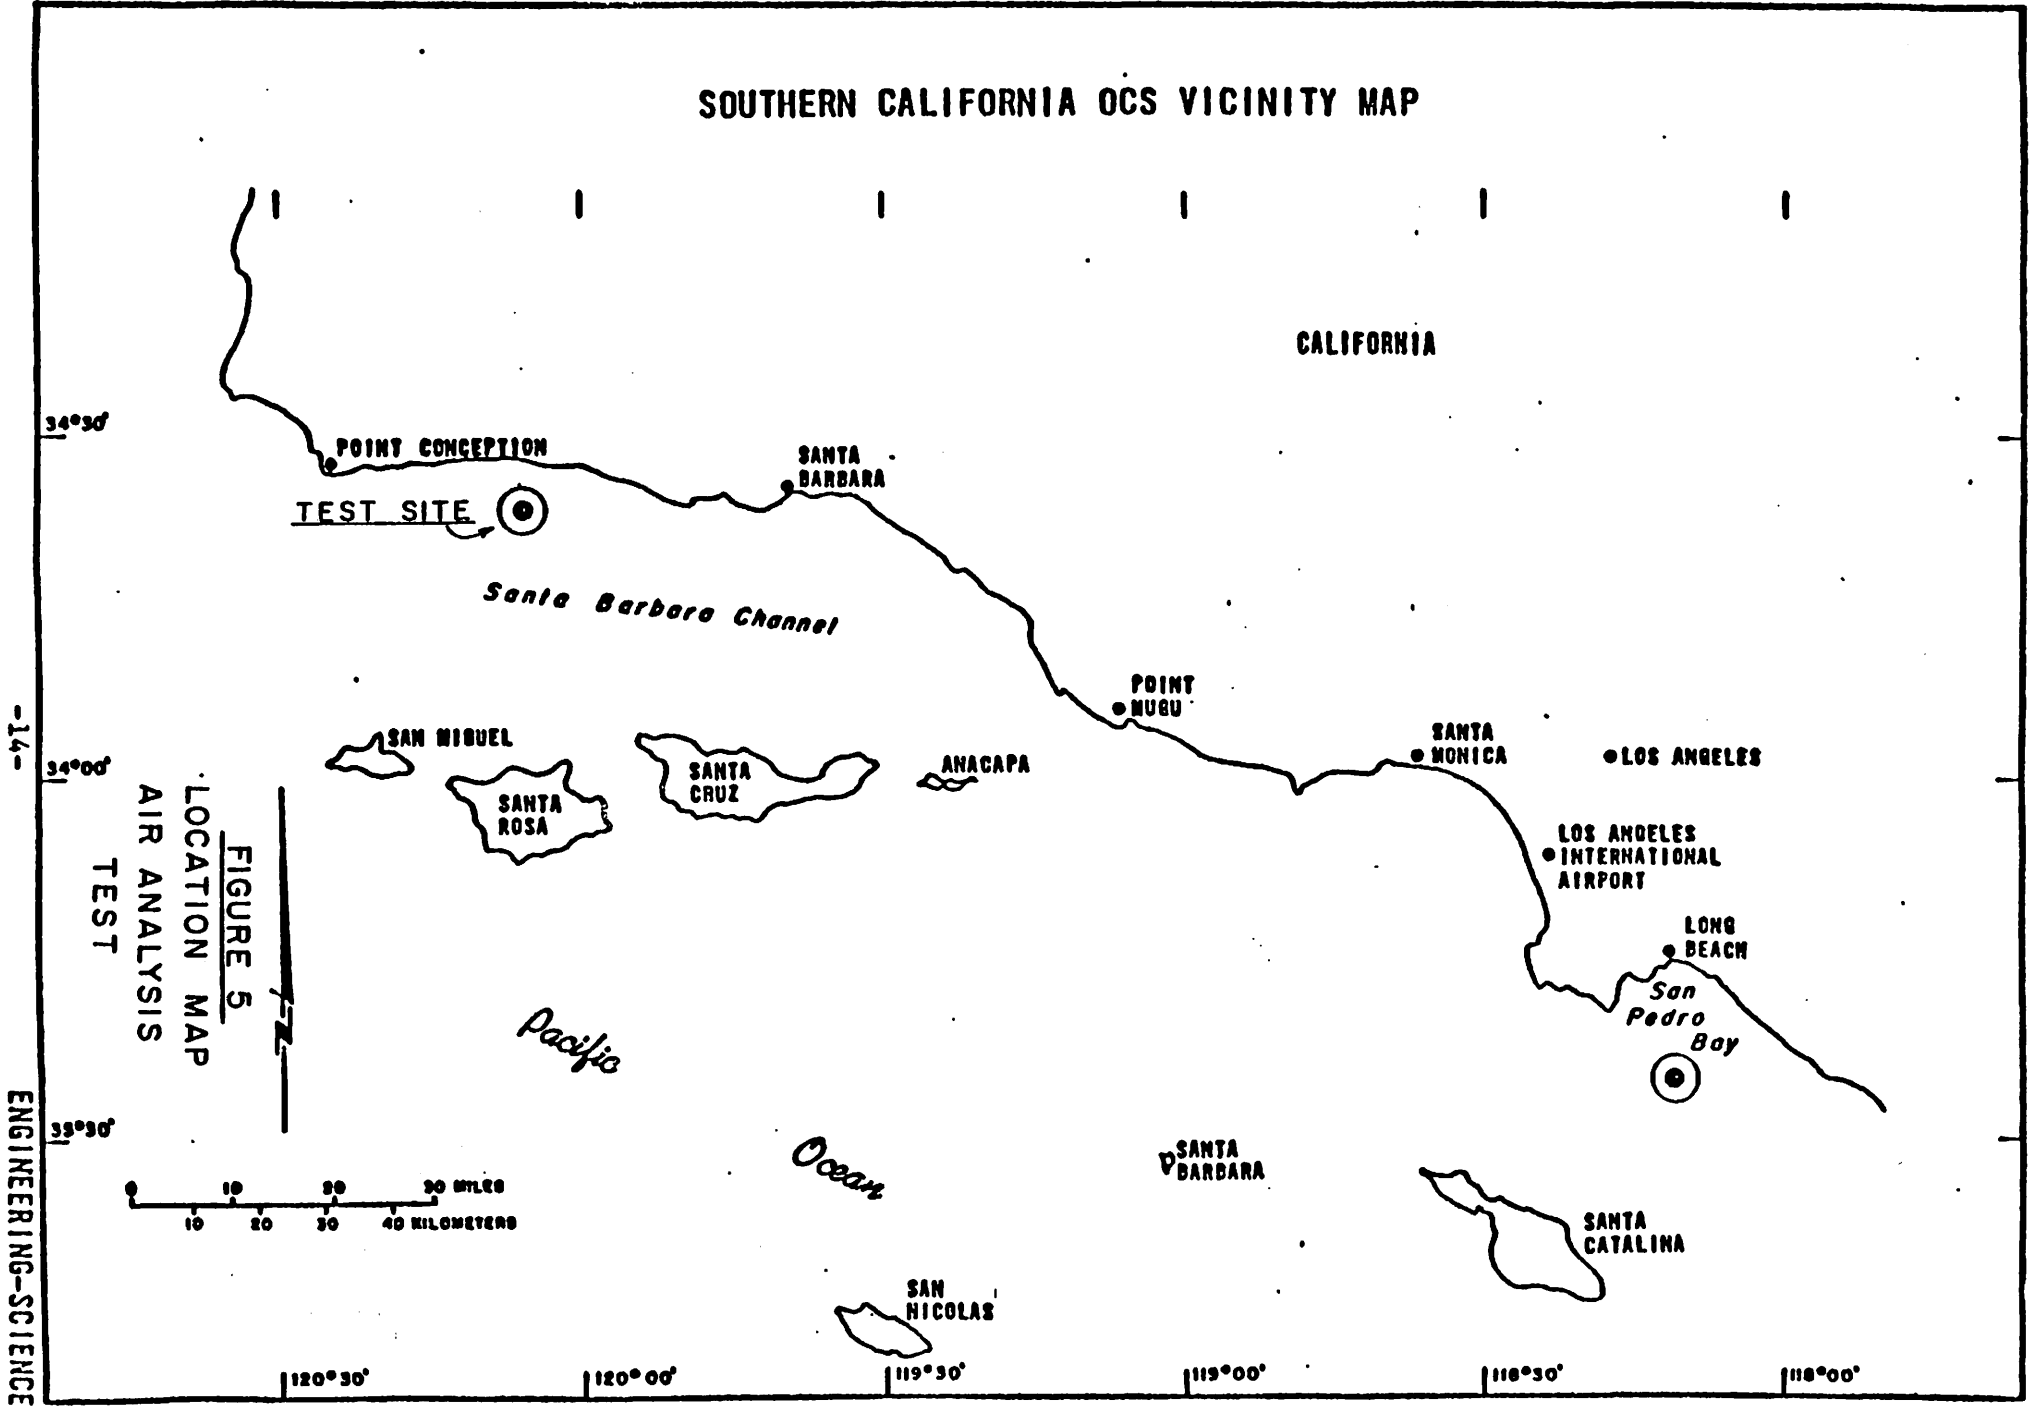 SOUTHERN CALIFORNIA OCS VICINITY MAP
CALIFORNIA
34°30'
POINT CONCEPTION
SANTA
BARBARA
TEST SITE
Santa Barbara Channel
POINT
MUGU
SANTA
MONICA
LOS ANGELES
SAN MIGUEL
34°00'
SANTA
ROSA
SANTA
CRUZ
ANACAPA
LOS ANGELES
INTERNATIONAL
AIRPORT
LONG
BEACH
San
Pedro
Bay
Pacific
Ocean
33°30'
SANTA
BARBARA
SANTA
CATALINA
SAN
NICOLAS
0 10 20 30 MILES
10 20 30 40 KILOMETERS
120°30' 120°00' 119°30' 119°00' 118°30' 118°00'
N
FIGURE 5
LOCATION MAP
AIR ANALYSIS
TEST
-14-
ENGINEERING-SCIENCE